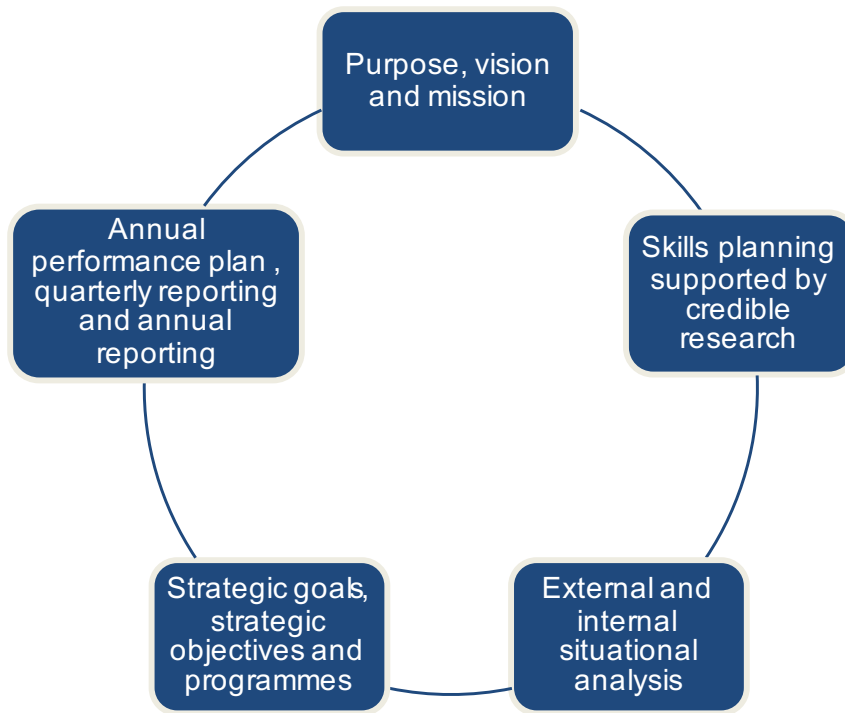 Purpose, vision
and mission
Skills planning
supported by
credible
research
External and
internal
situational
analysis
Strategic goals,
strategic
objectives and
programmes
Annual
performance plan ,
quarterly reporting
and annual
reporting